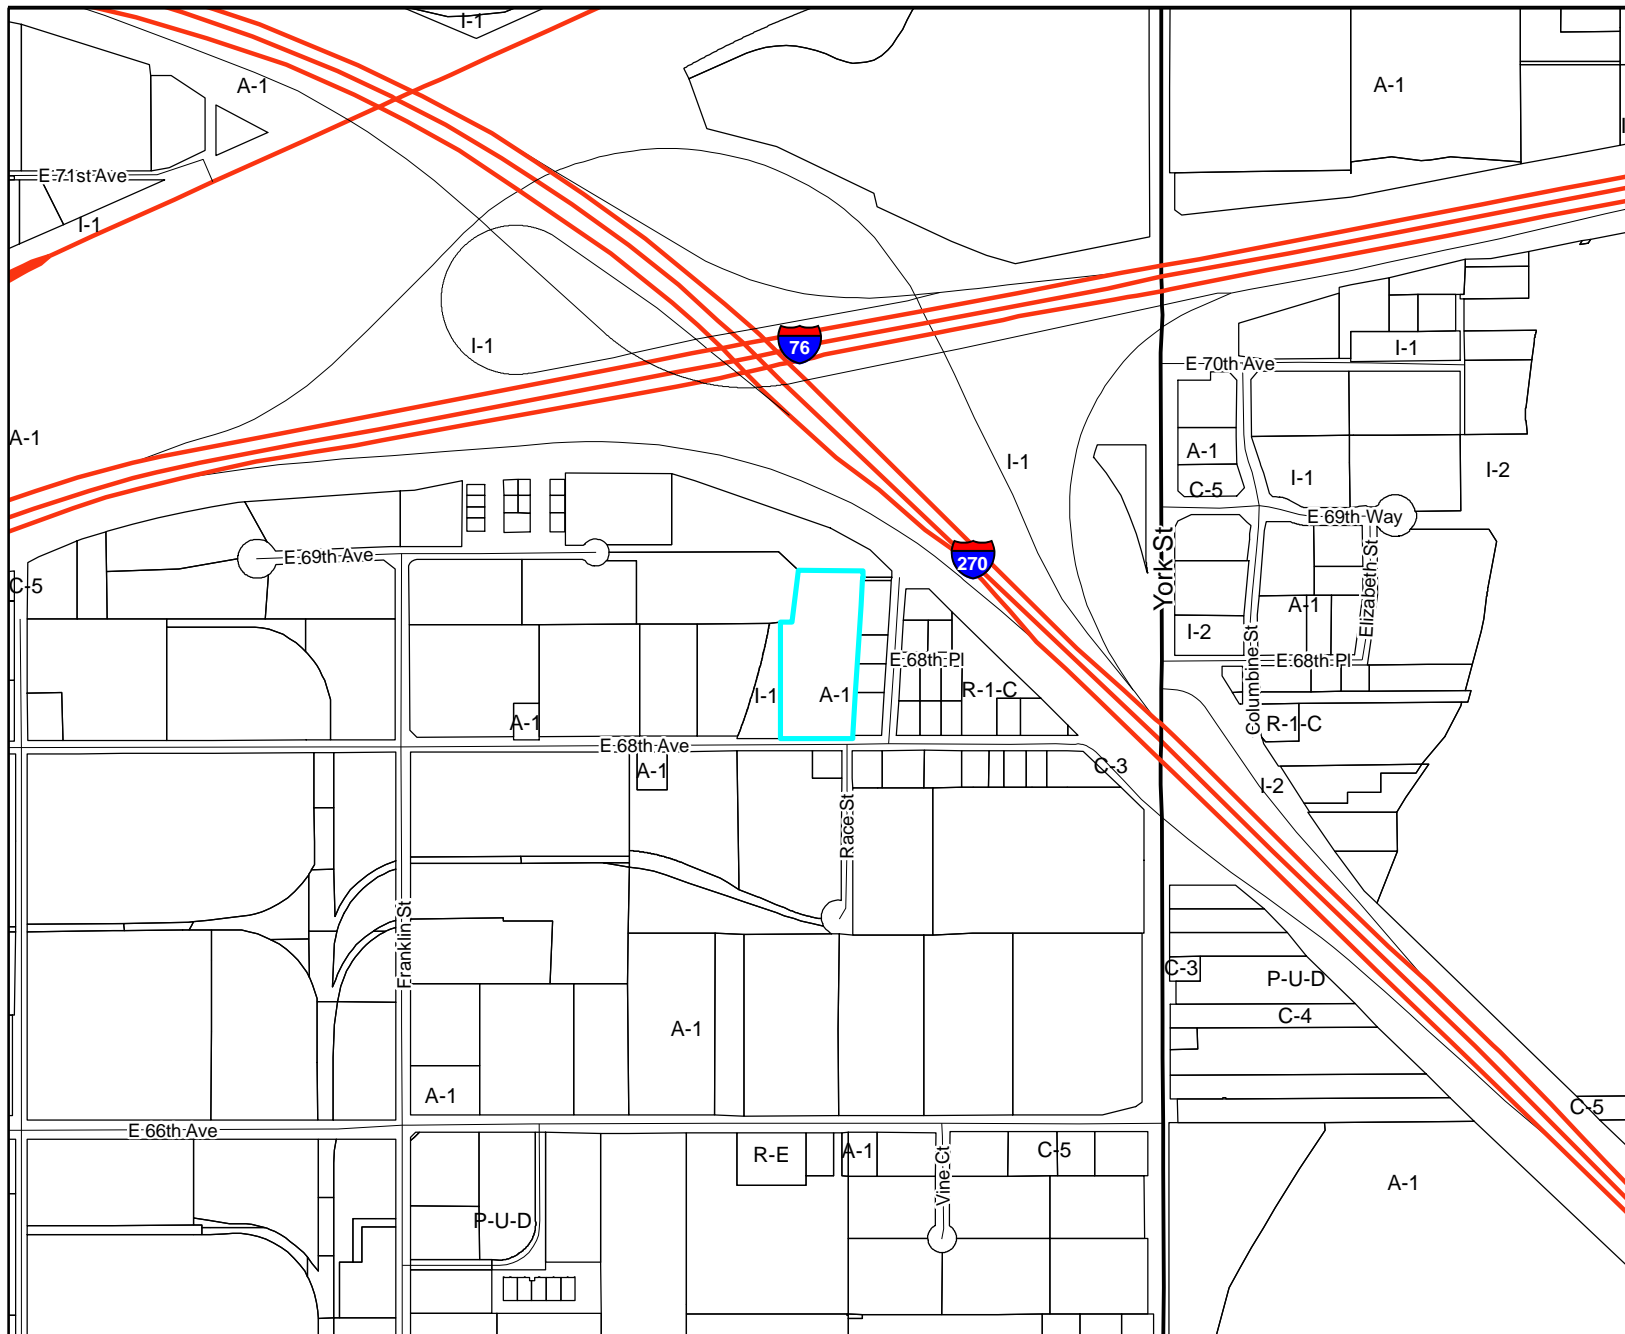 I-1
A-1
A-1
E 71st Ave
I-1
I-1
76
I-1
E 70th Ave
A-1
A-1
I-1
I-1
I-2
C-5
E 69th Way
E 69th Ave
270
York St
Elizabeth St
C-5
A-1
I-2
Columbine St
E 68th Pl
E 68th Pl
I-1
A-1
R-1-C
A-1
R-1-C
E 68th Ave
A-1
C-3
I-2
Race St
Franklin St
C-3
P-U-D
C-4
A-1
A-1
C-5
E 66th Ave
R-E
A-1
Vine Ct
C-5
A-1
P-U-D